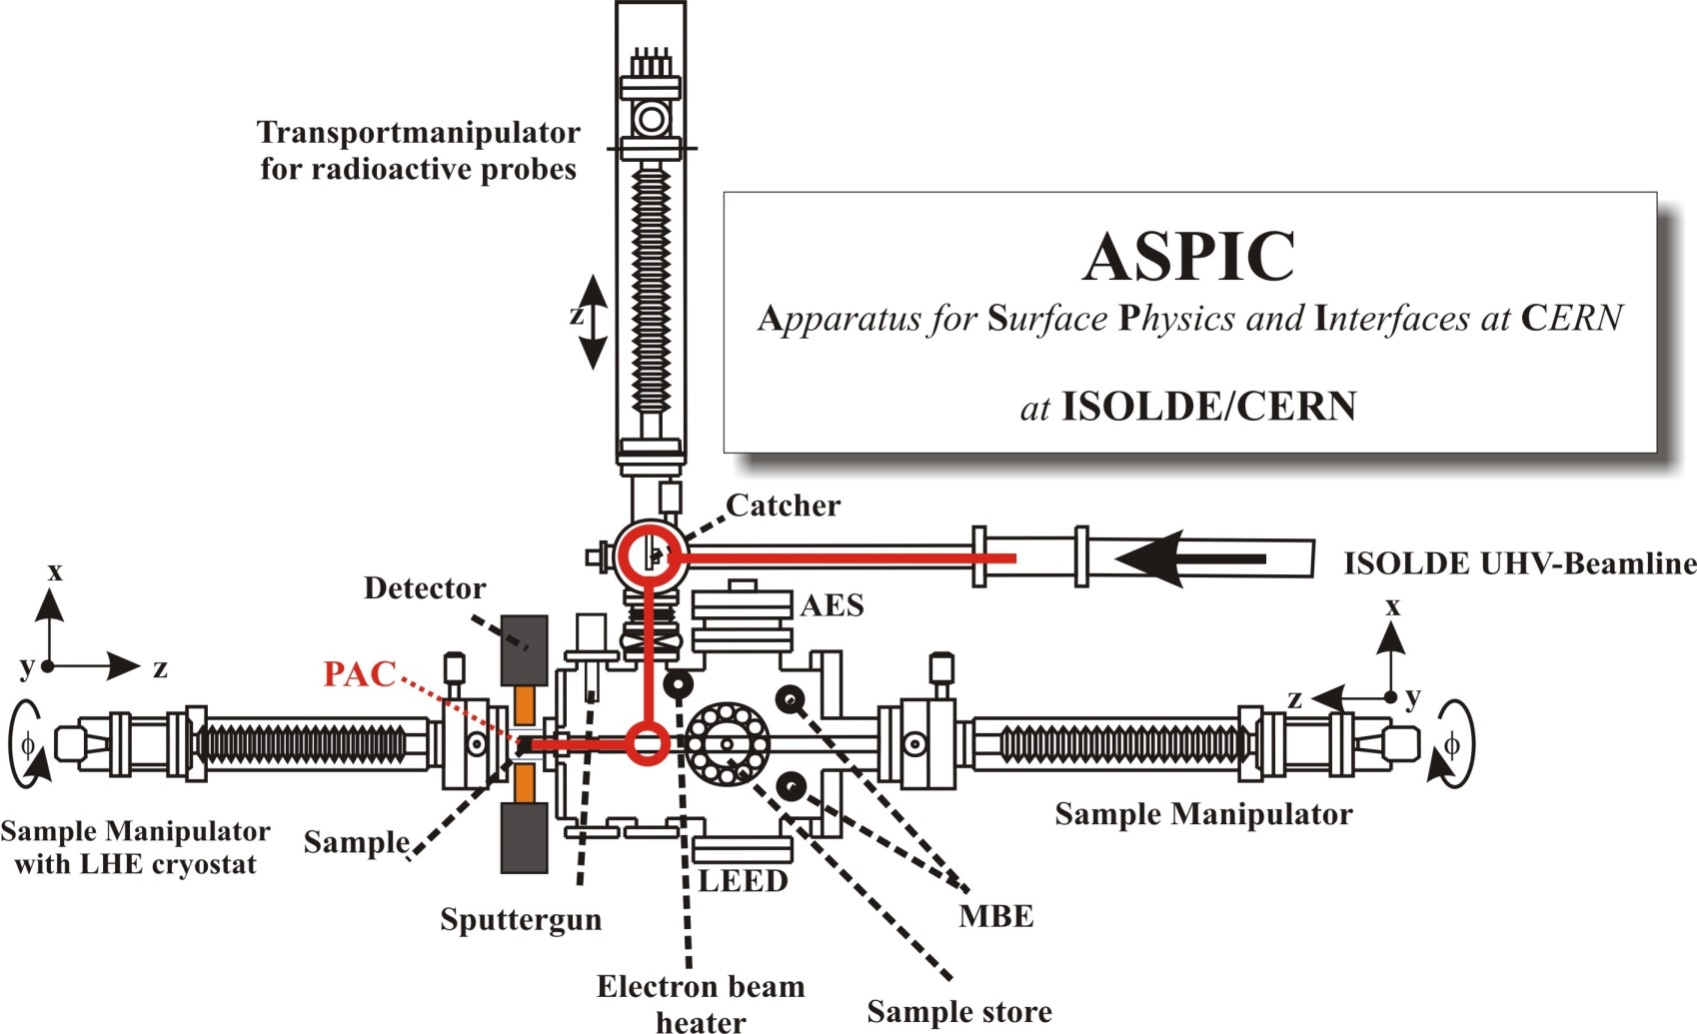 Transportmanipulator
for radioactive probes
ASPIC
Apparatus for Surface Physics and Interfaces at CERN
at ISOLDE/CERN
z
Catcher
ISOLDE UHV-Beamline
x
Detector
AES
x
y
z
PAC
z
y
ϕ
ϕ
Sample Manipulator
Sample Manipulator
with LHE cryostat
Sample
LEED
Sputtergun
MBE
Electron beam
heater
Sample store